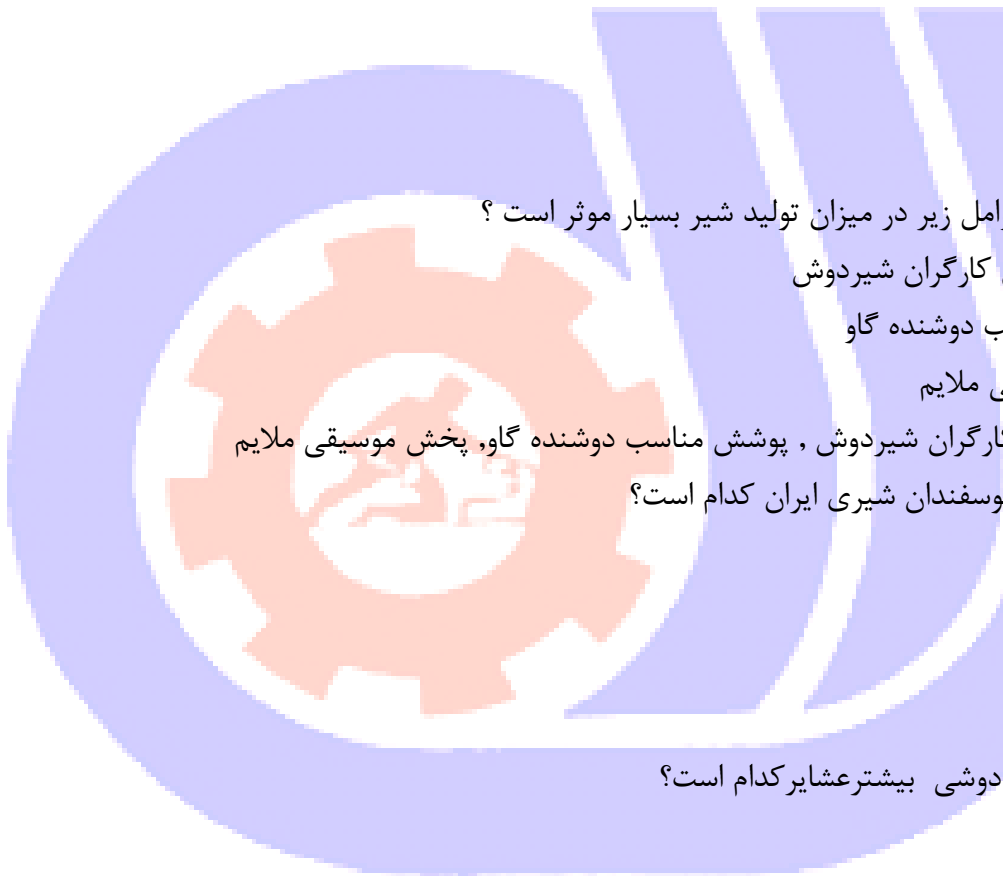 امل زیر در میزان تولید شیر بسیار موثر است ؟
کارگران شیردوش
دوشنده گاو
ملایم
کارگران شیردوش , پوشش مناسب دوشنده گاو, پخش موسیقی ملایم
وسفندان شیری ایران کدام است؟
دوشی بیشترعشایرکدام است؟